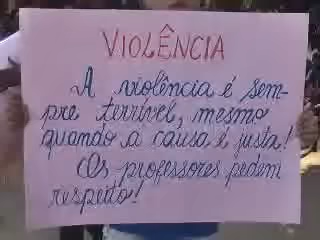 VIOLÊNCIA
A violência é sem-
pre terrível, mesmo
quando a causa é justa!
Os professores pedem
respeito!